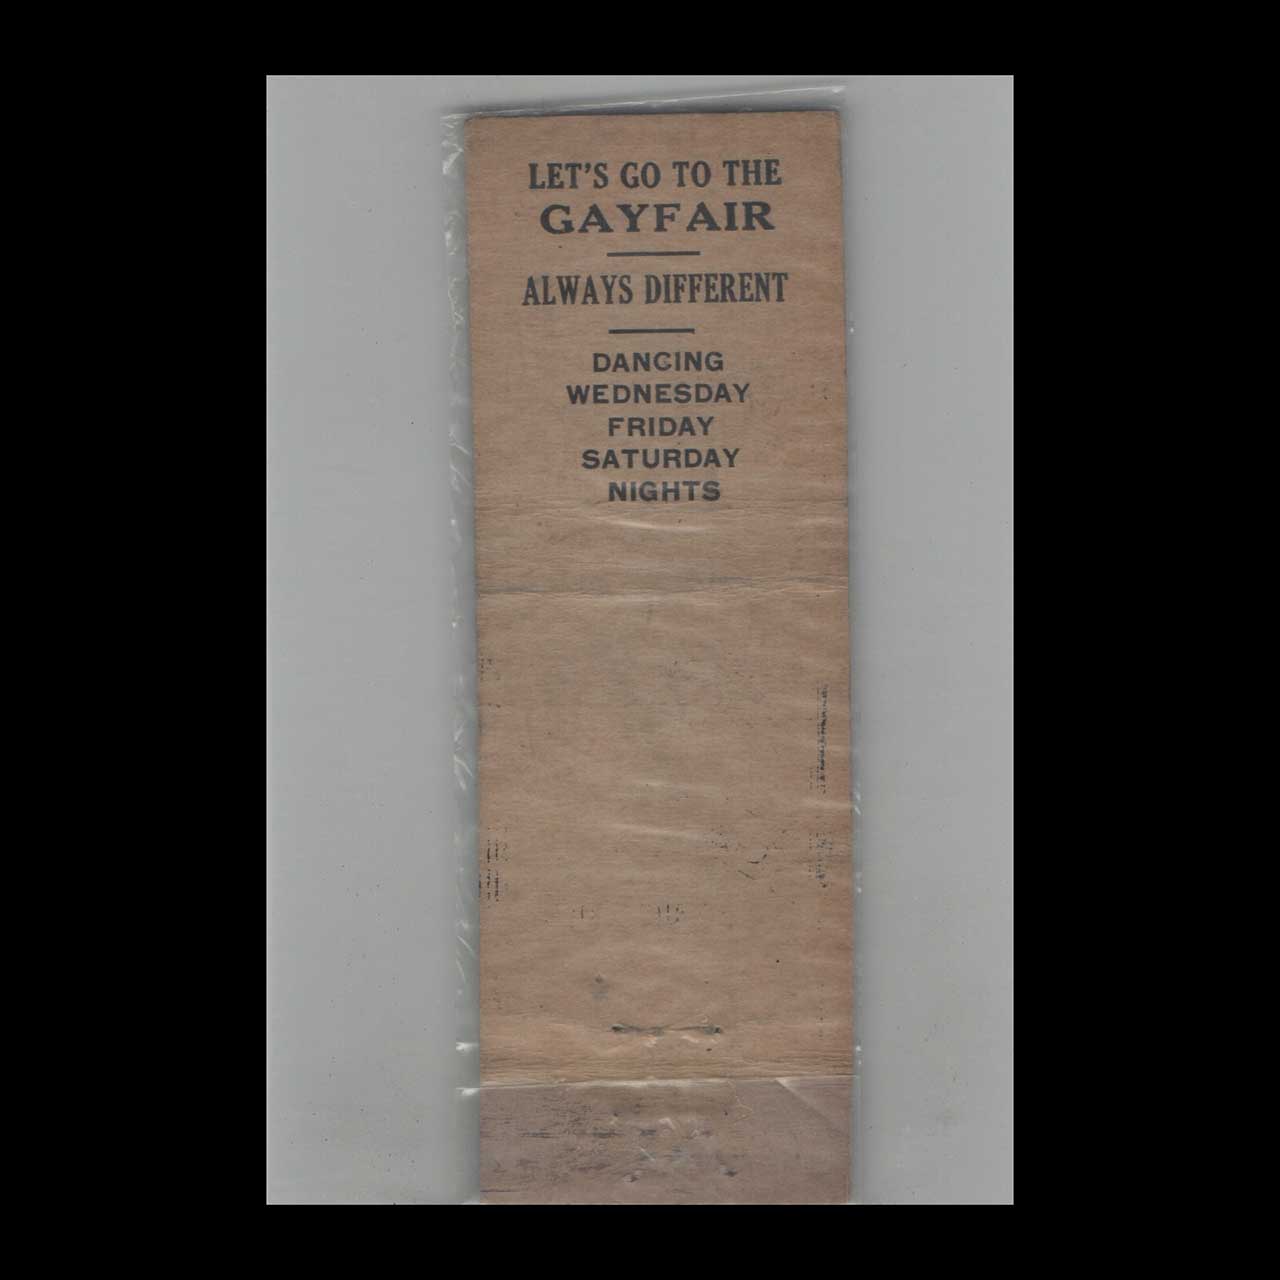 LET'S GO TO THE
GAYFAIR
ALWAYS DIFFERENT
DANCING
WEDNESDAY
FRIDAY
SATURDAY
NIGHTS